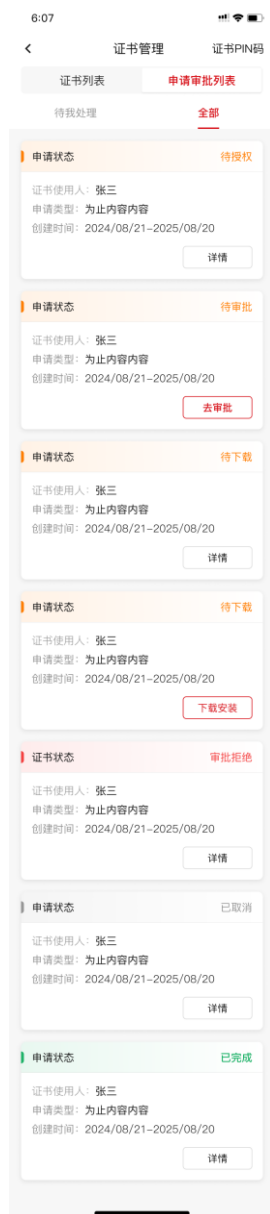 6:07
证书管理 证书PIN码
证书列表 申请审批列表
待我处理 全部
申请状态 待授权
证书使用人：张三
申请类型：为止内容内容
创建时间：2024/08/21-2025/08/20
详情
申请状态 待审批
证书使用人：张三
申请类型：为止内容内容
创建时间：2024/08/21-2025/08/20
去审批
申请状态 待下载
证书使用人：张三
申请类型：为止内容内容
创建时间：2024/08/21-2025/08/20
详情
申请状态 待下载
证书使用人：张三
申请类型：为止内容内容
创建时间：2024/08/21-2025/08/20
下载安装
证书状态 审批拒绝
证书使用人：张三
申请类型：为止内容内容
创建时间：2024/08/21-2025/08/20
详情
申请状态 已取消
证书使用人：张三
申请类型：为止内容内容
创建时间：2024/08/21-2025/08/20
详情
申请状态 已完成
证书使用人：张三
申请类型：为止内容内容
创建时间：2024/08/21-2025/08/20
详情